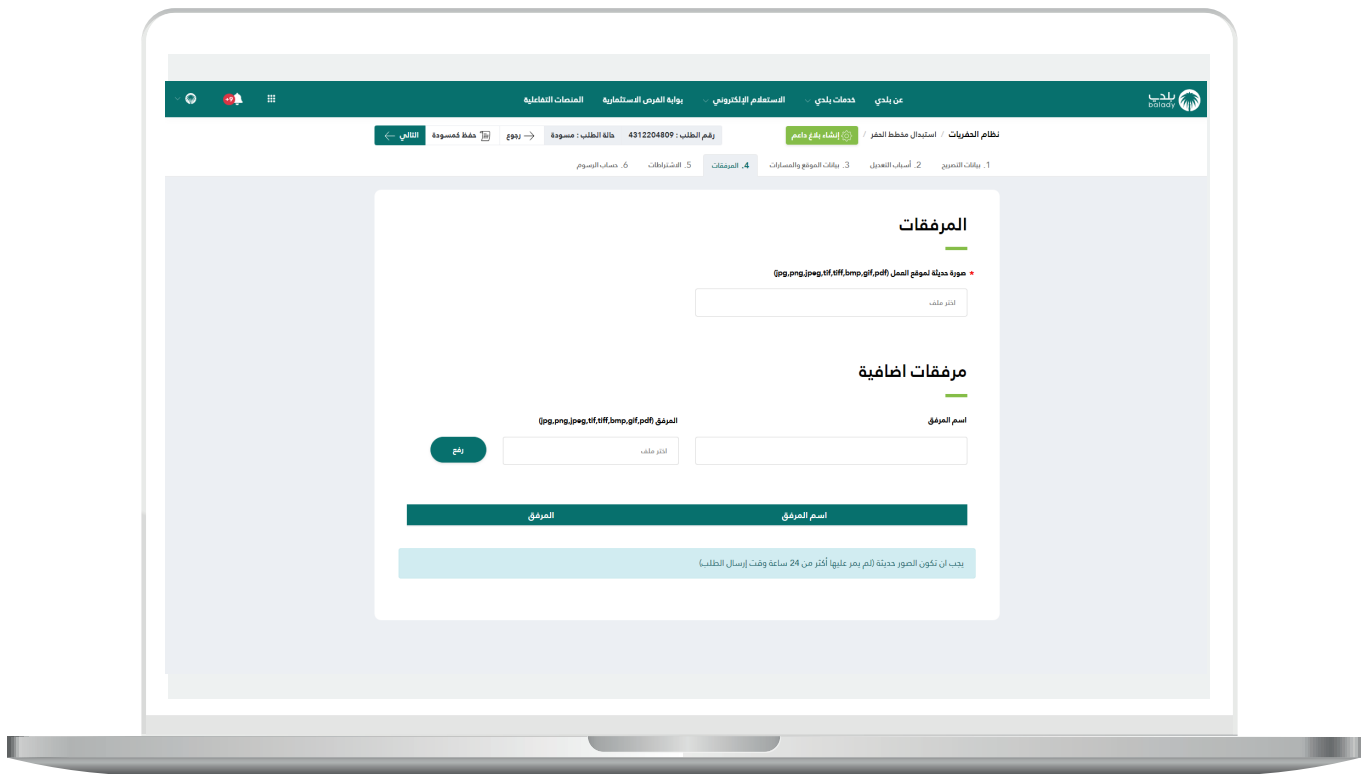 بلدي
balady
عن بلدي خدمات بلدي الاستعلام الإلكتروني بوابة الفرص الاستثمارية المنصات التفاعلية
+9
نظام الحفريات / استبدال مخطط الحفر / إنشاء بلاغ داعم
رقم الطلب : 4312204809 حالة الطلب : مسودة
رجوع حفظ كمسودة التالي
1. بيانات التصريح 2. أسباب التعديل 3. بيانات الموقع والمسارات 4. المرفقات 5. الاشتراطات 6. حساب الرسوم
المرفقات
* صورة حديثة لموقع العمل (jpg,png,jpeg,tif,tiff,bmp,gif,pdf)
اختر ملف
مرفقات اضافية
اسم المرفق المرفق (jpg,png,jpeg,tif,tiff,bmp,gif,pdf)
اختر ملف رفع
اسم المرفق المرفق
يجب ان تكون الصور حديثة (لم يمر عليها أكثر من 24 ساعة وقت إرسال الطلب)